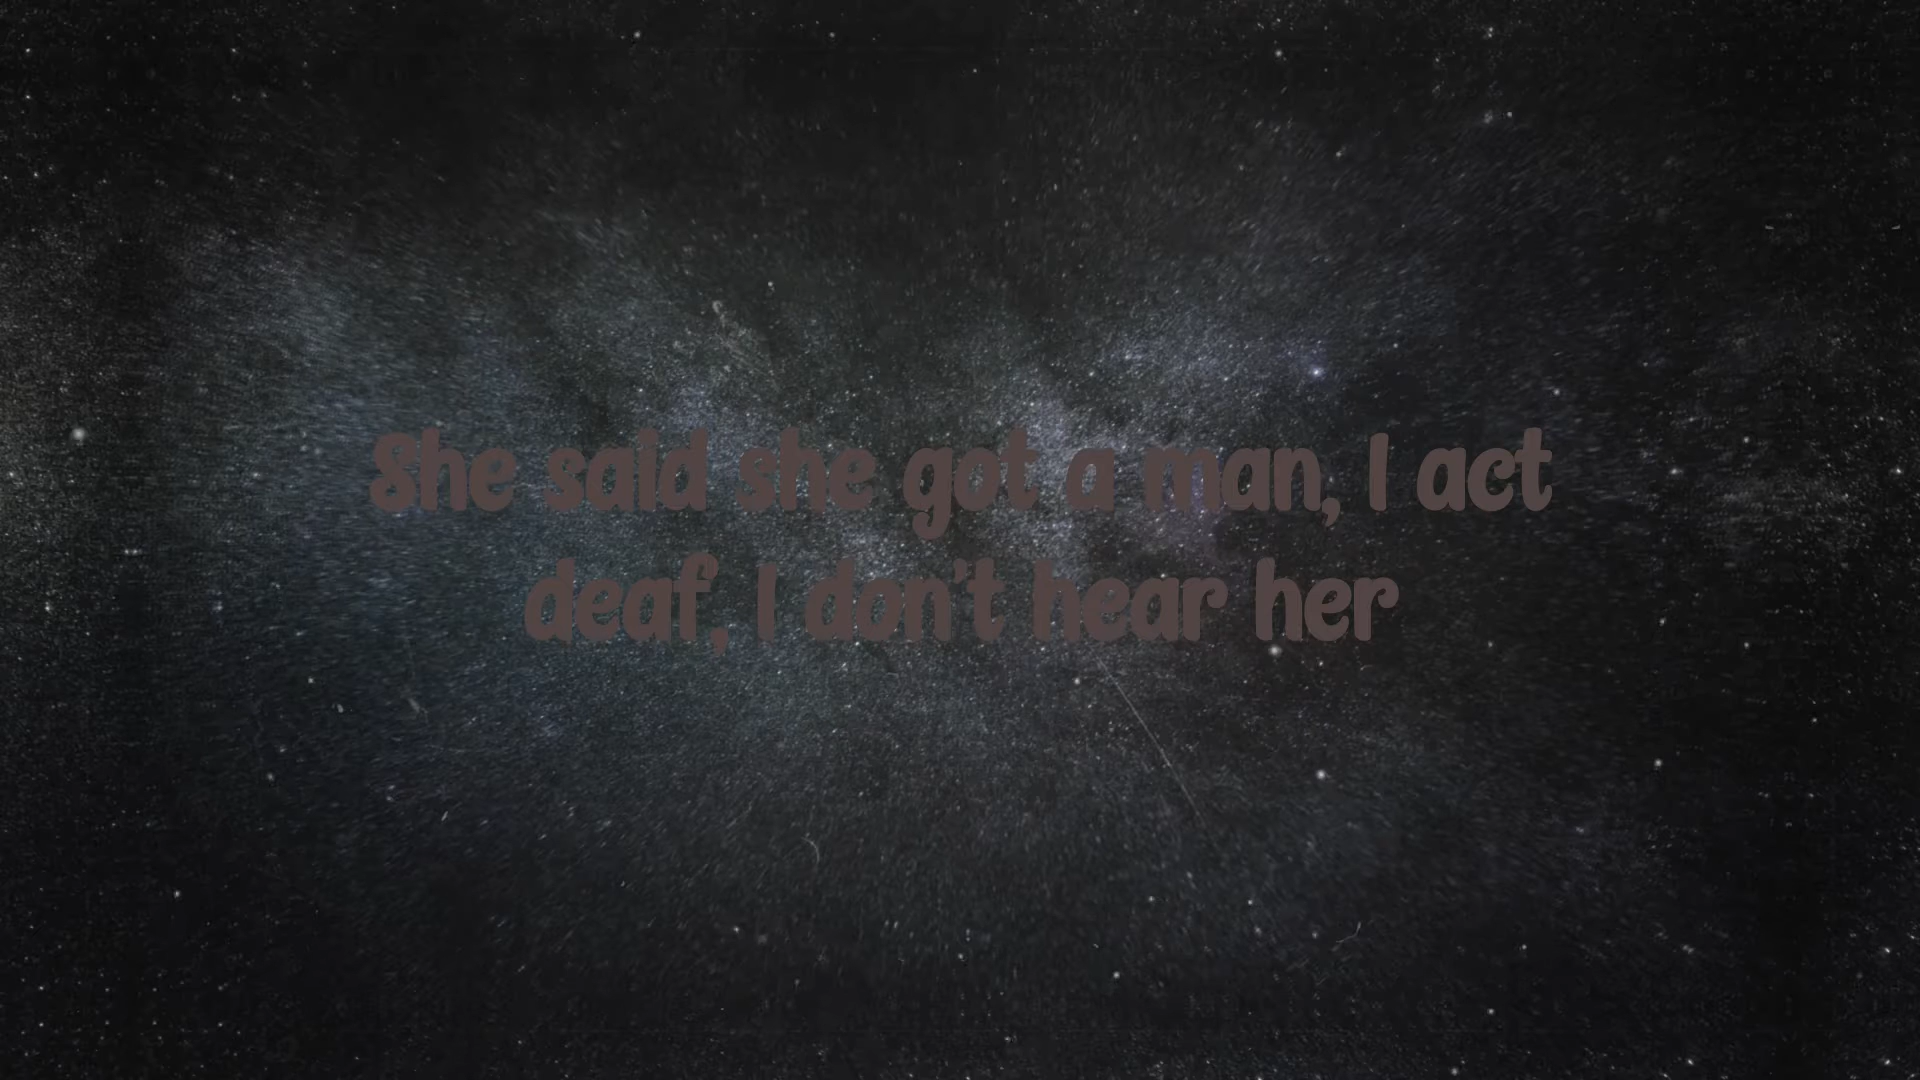 She said she got a man, I act
deaf, I don't hear her